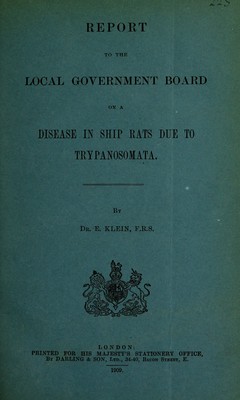 REPORT
TO THE
LOCAL GOVERNMENT BOARD
ON A
DISEASE IN SHIP RATS DUE TO
TRYPANOSOMATA.
BY
DR. E. KLEIN, F.R.S.
LONDON:
PRINTED FOR HIS MAJESTY'S STATIONERY OFFICE,
BY DARLING & SON, LTD., 34-40, BACON STREET, E.
1909.